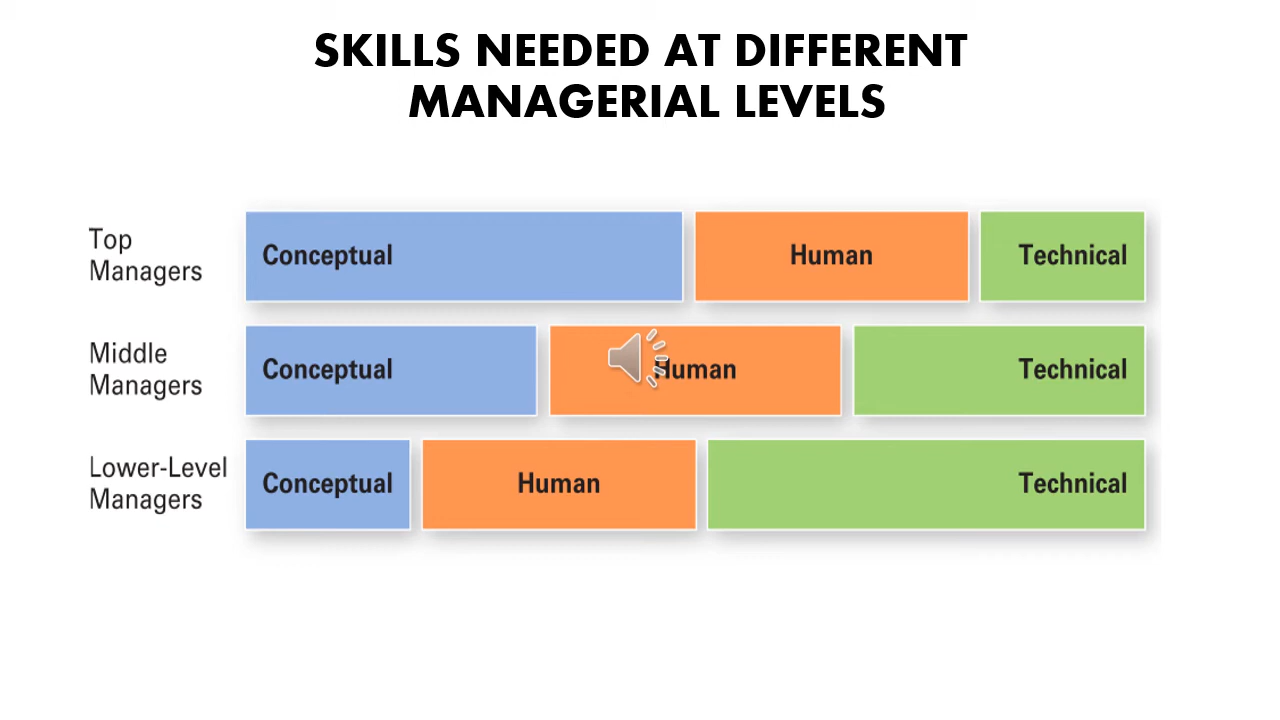 SKILLS NEEDED AT DIFFERENT
MANAGERIAL LEVELS
Top
Managers
Conceptual
Human
Technical
Middle
Managers
Conceptual
Human
Technical
Lower-Level
Managers
Conceptual
Human
Technical